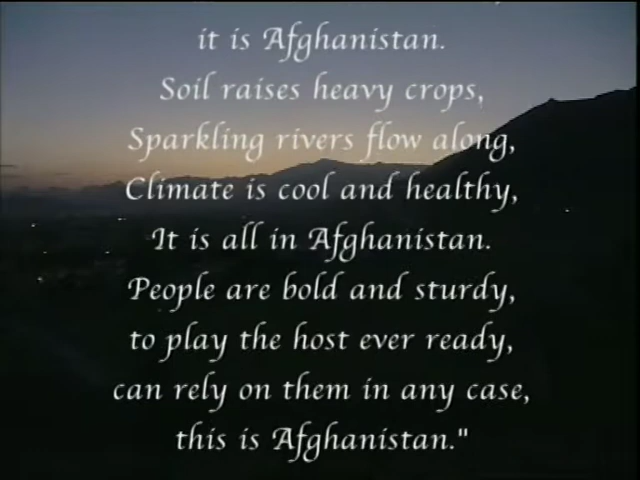 it is Afghanistan.
Soil raises heavy crops,
Sparkling rivers flow along,
Climate is cool and healthy,
It is all in Afghanistan.
People are bold and sturdy,
to play the host ever ready,
can rely on them in any case,
this is Afghanistan."